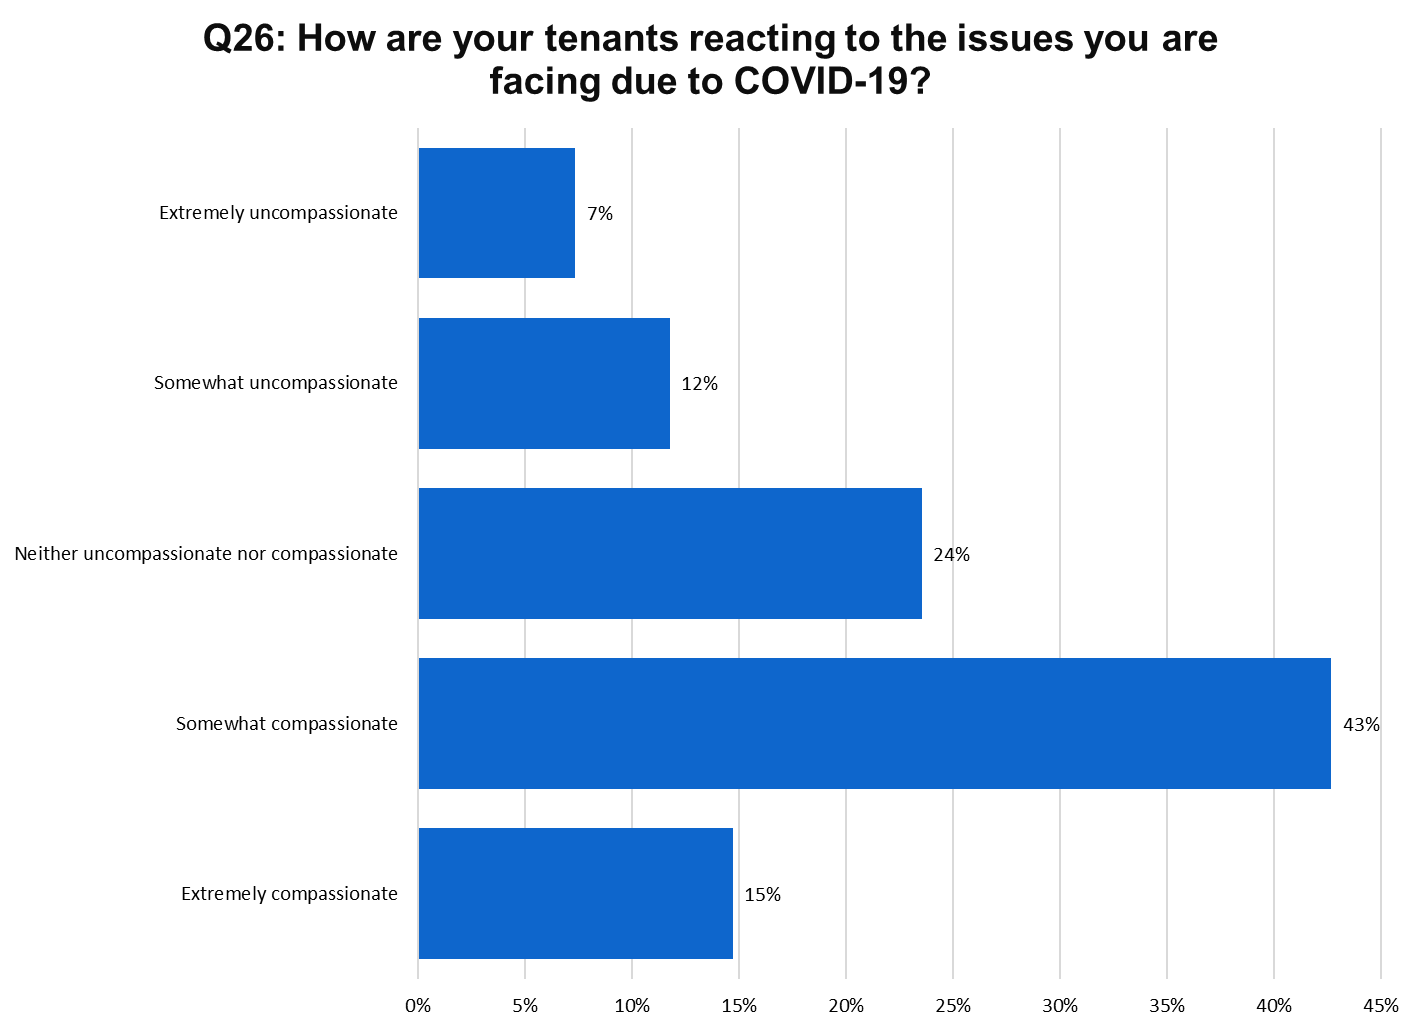 Q26: How are your tenants reacting to the issues you are
facing due to COVID-19?
Extremely uncompassionate
7%
Somewhat uncompassionate
12%
Neither uncompassionate nor compassionate
24%
Somewhat compassionate
43%
Extremely compassionate
15%
0% 5% 10% 15% 20% 25% 30% 35% 40% 45%